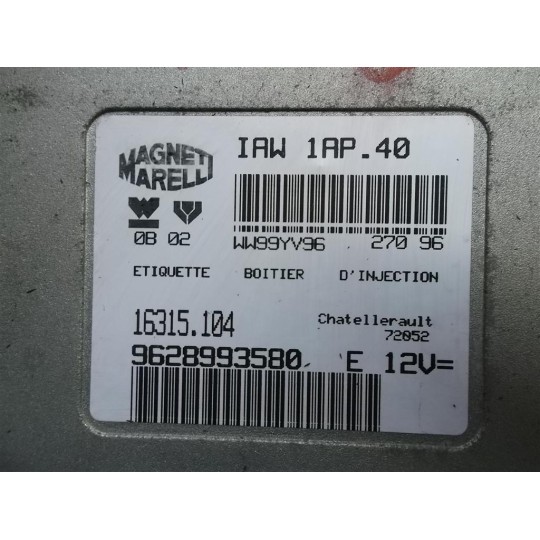 MAGNETI
MARELLI
IAW 1AP.40
0B 02
WW99YV96 270 96
ETIQUETTE BOITIER D'INJECTION
16315.104
Chatellerault
72052
9628993580 E 12V=